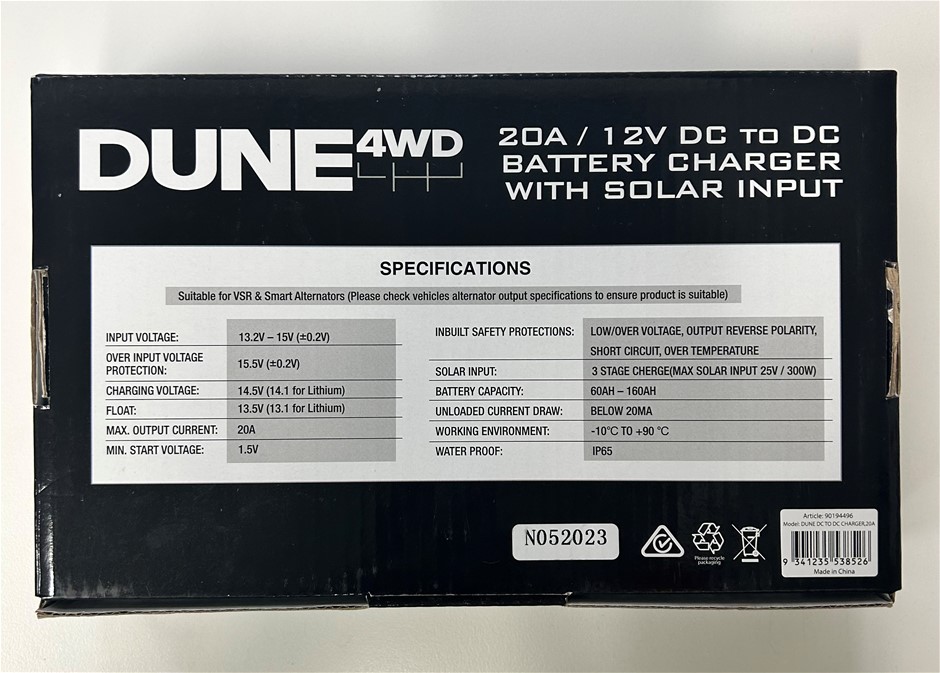 DUNE 4WD
20A / 12V DC TO DC
BATTERY CHARGER
WITH SOLAR INPUT
SPECIFICATIONS
Suitable for VSR & Smart Alternators (Please check vehicles alternator output specifications to ensure product is suitable)
INPUT VOLTAGE: 13.2V – 15V (±0.2V)
OVER INPUT VOLTAGE
PROTECTION: 15.5V (±0.2V)
CHARGING VOLTAGE: 14.5V (14.1 for Lithium)
FLOAT: 13.5V (13.1 for Lithium)
MAX. OUTPUT CURRENT: 20A
MIN. START VOLTAGE: 1.5V
INBUILT SAFETY PROTECTIONS: LOW/OVER VOLTAGE, OUTPUT REVERSE POLARITY,
SHORT CIRCUIT, OVER TEMPERATURE
SOLAR INPUT: 3 STAGE CHERGE(MAX SOLAR INPUT 25V / 300W)
BATTERY CAPACITY: 60AH – 160AH
UNLOADED CURRENT DRAW: BELOW 20MA
WORKING ENVIRONMENT: -10°C TO +90 °C
WATER PROOF: IP65
N052023
Please recycle
packaging
Article: 90194496
Model: DUNE DC TO DC CHARGER,20A
9 341235 538526
Made in China